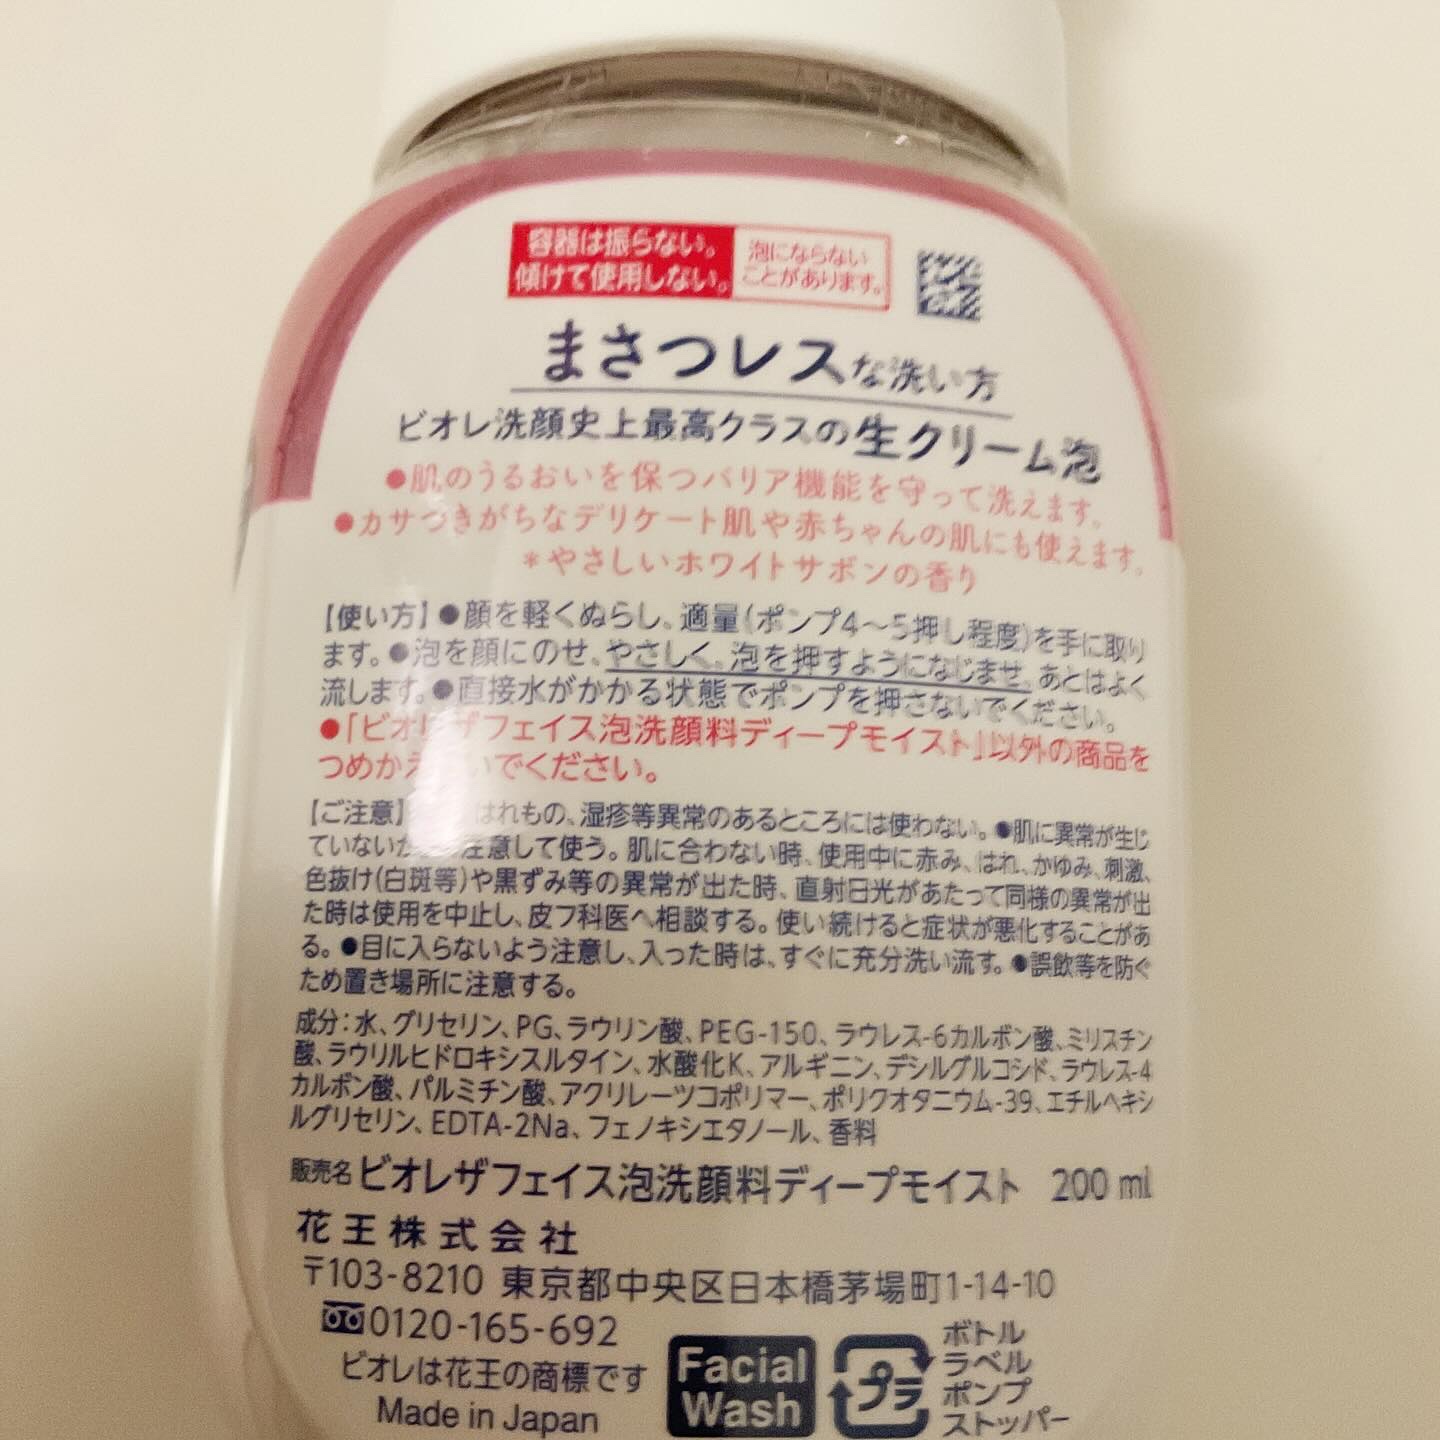 容器は振らない。
傾けて使用しない。
泡にならない
ことがあります。
まさつレスな洗い方
ビオレ洗顔史上最高クラスの生クリーム泡
●肌のうるおいを保つバリア機能を守って洗えます。
●カサつきがちなデリケート肌や赤ちゃんの肌にも使えます。
*やさしいホワイトサボンの香り
【使い方】●顔を軽くぬらし、適量(ポンプ4〜5押し程度)を手に取り
ます。●泡を顔にのせ、やさしく、泡を押すようになじませ、あとはよく
流します。●直接水がかかる状態でポンプを押さないでください。
●「ビオレザフェイス泡洗顔料ディープモイスト」以外の商品を
つめかえ いでください。
【ご注意】 はれもの、湿疹等異常のあるところには使わない。●肌に異常が生じ
ていないか 注意して使う。肌に合わない時、使用中に赤み、はれ、かゆみ、刺激、
色抜け(白斑等)や黒ずみ等の異常が出た時、直射日光があたって同様の異常が出
た時は使用を中止し、皮フ科医へ相談する。使い続けると症状が悪化することがあ
る。●目に入らないよう注意し、入った時は、すぐに充分洗い流す。●誤飲等を防ぐ
ため置き場所に注意する。
成分：水、グリセリン、PG、ラウリン酸、PEG-150、ラウレス-6カルボン酸、ミリスチン
酸、ラウリルヒドロキシスルタイン、水酸化K、アルギニン、デシルグルコシド、ラウレス-4
カルボン酸、パルミチン酸、アクリレーツコポリマー、ポリクオタニウム-39、エチルヘキシ
ルグリセリン、EDTA-2Na、フェノキシエタノール、香料
販売名 ビオレザフェイス泡洗顔料ディープモイスト 200 ml
花王株式会社
〒103-8210 東京都中央区日本橋茅場町1-14-10
0120-165-692
ビオレは花王の商標です
Made in Japan
Facial
Wash
プラ
ボトル
ラベル
ポンプ
ストッパー